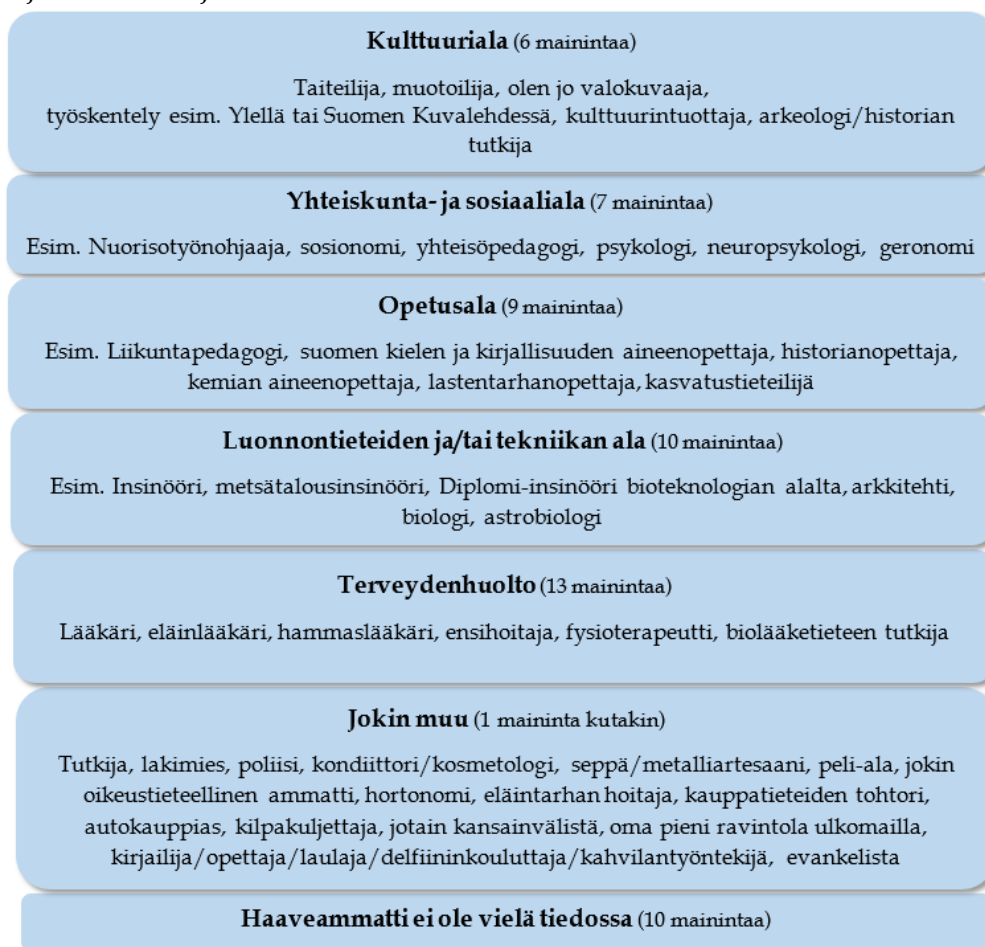 Kulttuuriala (6 mainintaa)
Taiteilija, muotoilija, olen jo valokuvaaja,
työskentely esim. Ylellä tai Suomen Kuvalehdessä, kulttuurintuottaja, arkeologi/historian
tutkija
Yhteiskunta- ja sosiaaliala (7 mainintaa)
Esim. Nuorisotyönohjaaja, sosionomi, yhteisöpedagogi, psykologi, neuropsykologi, geronomi
Opetusala (9 mainintaa)
Esim. Liikuntapedagogi, suomen kielen ja kirjallisuuden aineenopettaja, historianopettaja,
kemian aineenopettaja, lastentarhanopettaja, kasvatustieteilijä
Luonnontieteiden ja/tai tekniikan ala (10 mainintaa)
Esim. Insinööri, metsätalousinsinööri, Diplomi-insinööri bioteknologian alalta, arkkitehti,
biologi, astrobiologi
Terveydenhuolto (13 mainintaa)
Lääkäri, eläinlääkäri, hammaslääkäri, ensihoitaja, fysioterapeutti, biolääketieteen tutkija
Jokin muu (1 maininta kutakin)
Tutkija, lakimies, poliisi, kondiittori/kosmetologi, seppä/metalliartesaani, peli-ala, jokin
oikeustieteellinen ammatti, hortonomi, eläintarhan hoitaja, kauppatieteiden tohtori,
autokauppias, kilpakuljettaja, jotain kansainvälistä, oma pieni ravintola ulkomailla,
kirjailija/opettaja/laulaja/delfiininkouluttaja/kahvilantyöntekijä, evankelista
Haaveammatti ei ole vielä tiedossa (10 mainintaa)